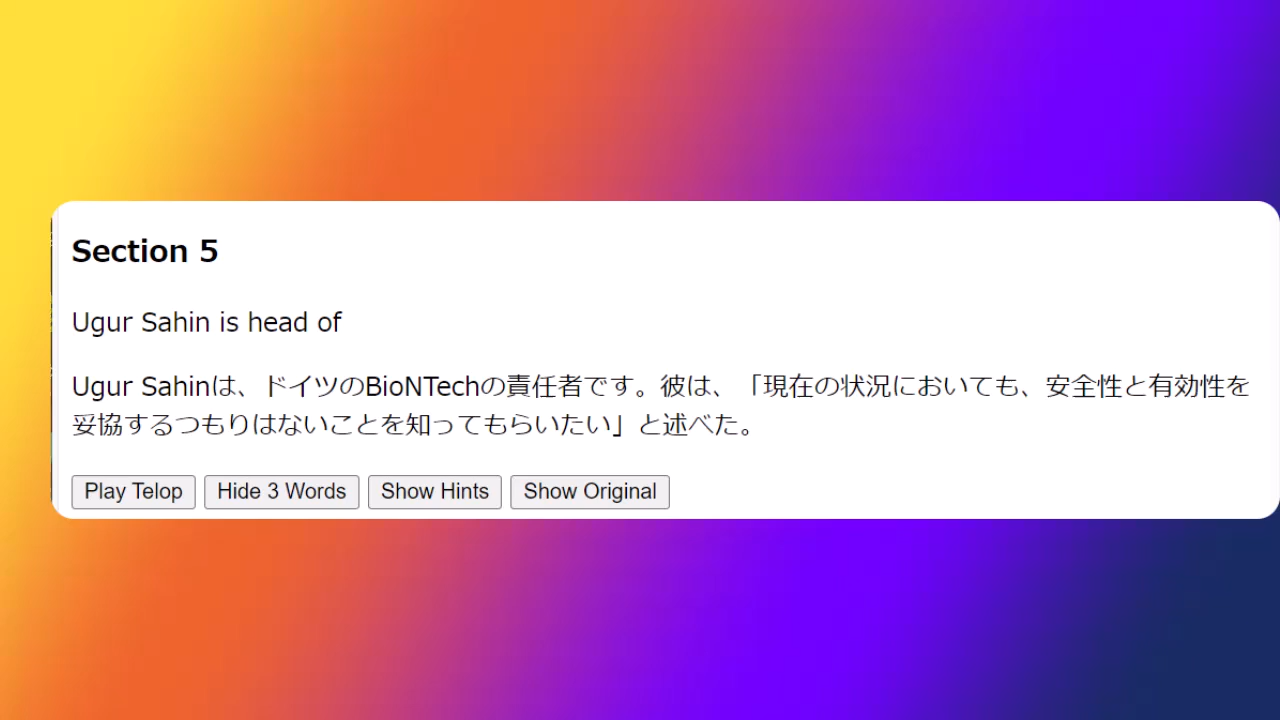 Section 5
Ugur Sahin is head of
Ugur Sahinは、ドイツのBioNTechの責任者です。彼は、「現在の状況においても、安全性と有効性を
妥協するつもりはないことを知ってもらいたい」と述べた。
Play Telop Hide 3 Words Show Hints Show Original